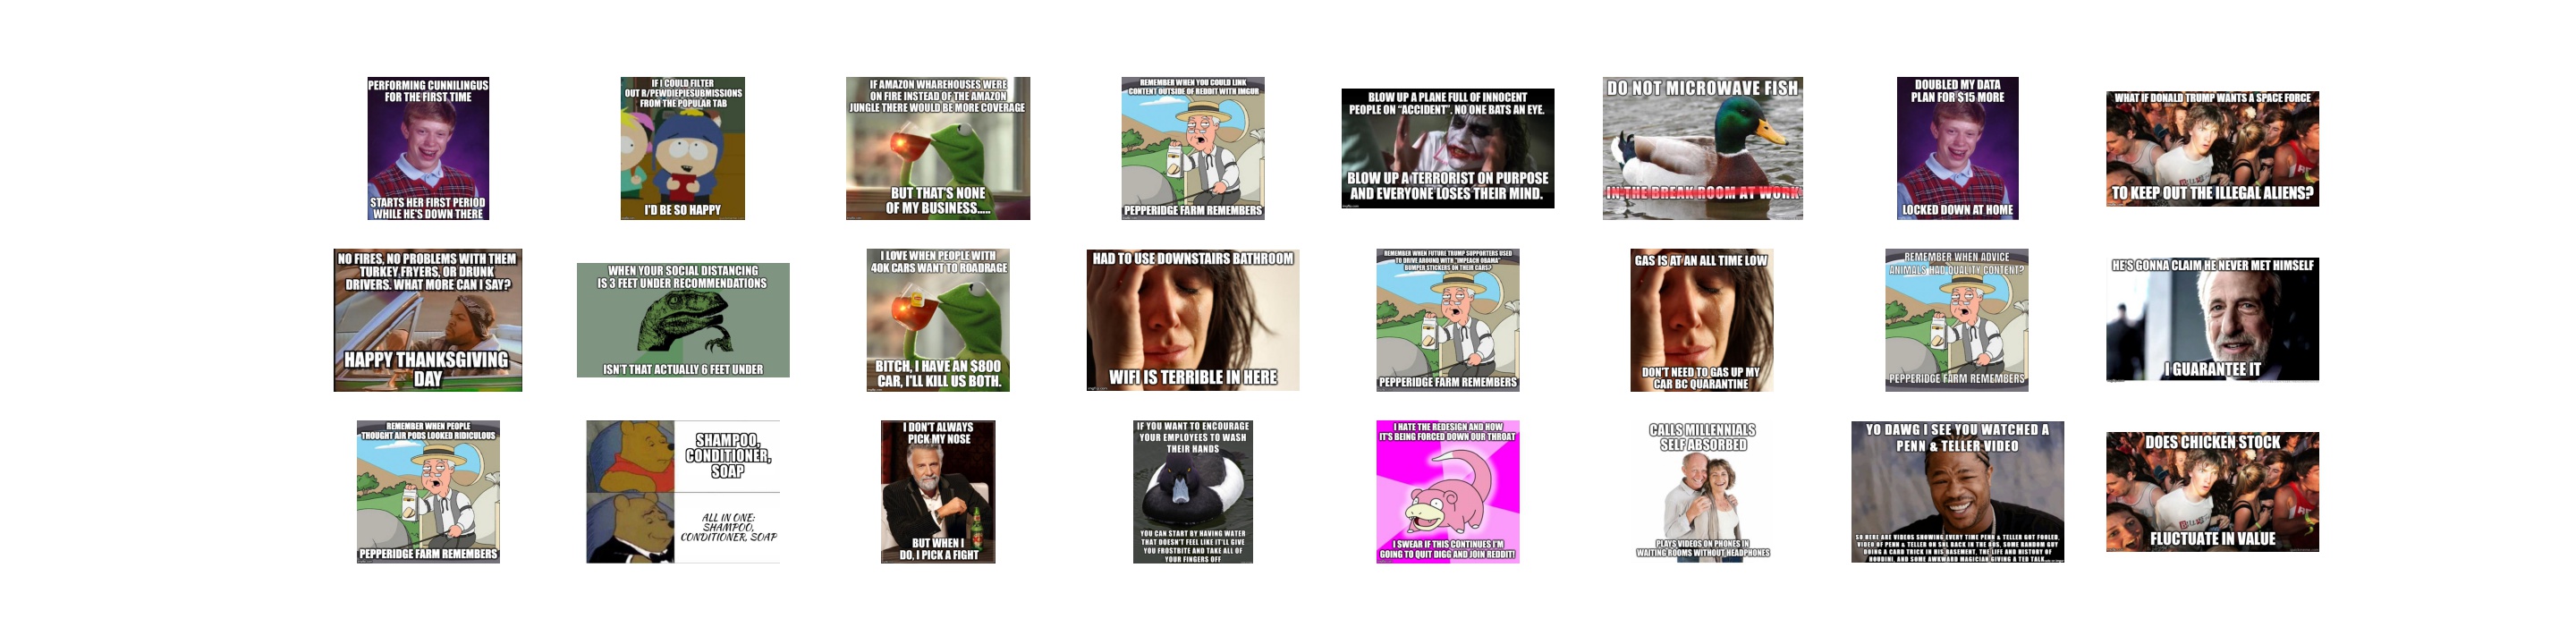 PERFORMING CUNNILINGUS
FOR THE FIRST TIME
STARTS HER FIRST PERIOD
WHILE HE'S DOWN THERE
IF I COULD FILTER
OUT R/PEWDIEPIESUBMISSIONS
FROM THE POPULAR TAB
I'D BE SO HAPPY
IF AMAZON WHAREHOUSES WERE
ON FIRE INSTEAD OF THE AMAZON
JUNGLE THERE WOULD BE MORE COVERAGE
BUT THAT'S NONE
OF MY BUSINESS.....
REMEMBER WHEN YOU COULD LINK
CONTENT OUTSIDE OF REDDIT WITH IMGUR
PEPPERIDGE FARM REMEMBERS
BLOW UP A PLANE FULL OF INNOCENT
PEOPLE ON "ACCIDENT". NO ONE BATS AN EYE.
BLOW UP A TERRORIST ON PURPOSE
AND EVERYONE LOSES THEIR MIND.
DO NOT MICROWAVE FISH
IN THE BREAK ROOM AT WORK
DOUBLED MY DATA
PLAN FOR $15 MORE
LOCKED DOWN AT HOME
WHAT IF DONALD TRUMP WANTS A SPACE FORCE
TO KEEP OUT THE ILLEGAL ALIENS?
NO FIRES, NO PROBLEMS WITH THEM
TURKEY FRYERS, OR DRUNK
DRIVERS. WHAT MORE CAN I SAY?
HAPPY THANKSGIVING
DAY
WHEN YOUR SOCIAL DISTANCING
IS 3 FEET UNDER RECOMMENDATIONS
ISN'T THAT ACTUALLY 6 FEET UNDER
I LOVE WHEN PEOPLE WITH
40K CARS WANT TO ROADRAGE
BITCH, I HAVE AN $800
CAR, I'LL KILL US BOTH.
HAD TO USE DOWNSTAIRS BATHROOM
WIFI IS TERRIBLE IN HERE
REMEMBER WHEN FUTURE TRUMP SUPPORTERS USED
TO DRIVE AROUND WITH "IMPEACH OBAMA"
BUMPER STICKERS ON THEIR CARS?
PEPPERIDGE FARM REMEMBERS
GAS IS AT AN ALL TIME LOW
DON'T NEED TO GAS UP MY
CAR BC QUARANTINE
REMEMBER WHEN ADVICE
ANIMALS HAD QUALITY CONTENT?
PEPPERIDGE FARM REMEMBERS
HE'S GONNA CLAIM HE NEVER MET HIMSELF
I GUARANTEE IT
REMEMBER WHEN PEOPLE
THOUGHT AIR PODS LOOKED RIDICULOUS
PEPPERIDGE FARM REMEMBERS
SHAMPOO,
CONDITIONER,
SOAP
ALL IN ONE:
SHAMPOO,
CONDITIONER, SOAP
I DON'T ALWAYS
PICK MY NOSE
BUT WHEN I
DO, I PICK A FIGHT
IF YOU WANT TO ENCOURAGE
YOUR EMPLOYEES TO WASH
THEIR HANDS
YOU CAN START BY HAVING WATER
THAT DOESN'T FEEL LIKE IT'LL GIVE
YOU FROSTBITE AND TAKE ALL OF
YOUR FINGERS OFF
I HATE THE REDESIGN AND HOW
IT'S BEING FORCED DOWN OUR THROAT
I SWEAR IF THIS CONTINUES I'M
GOING TO QUIT DIGG AND JOIN REDDIT!
CALLS MILLENNIALS
SELF ABSORBED
PLAYS VIDEOS ON PHONES IN
WAITING ROOMS WITHOUT HEADPHONES
YO DAWG I SEE YOU WATCHED A
PENN & TELLER VIDEO
SO HERE ARE VIDEOS SHOWING EVERY TIME PENN & TELLER GOT FOOLED,
VIDEO OF PENN & TELLER ON SNL BACK IN THE 80S, SOME RANDOM GUY
DOING A CARD TRICK IN HIS BASEMENT, THE LIFE AND HISTORY OF
HOUDINI, AND SOME AWKWARD MAGICIAN GIVING A TED TALK
DOES CHICKEN STOCK
FLUCTUATE IN VALUE